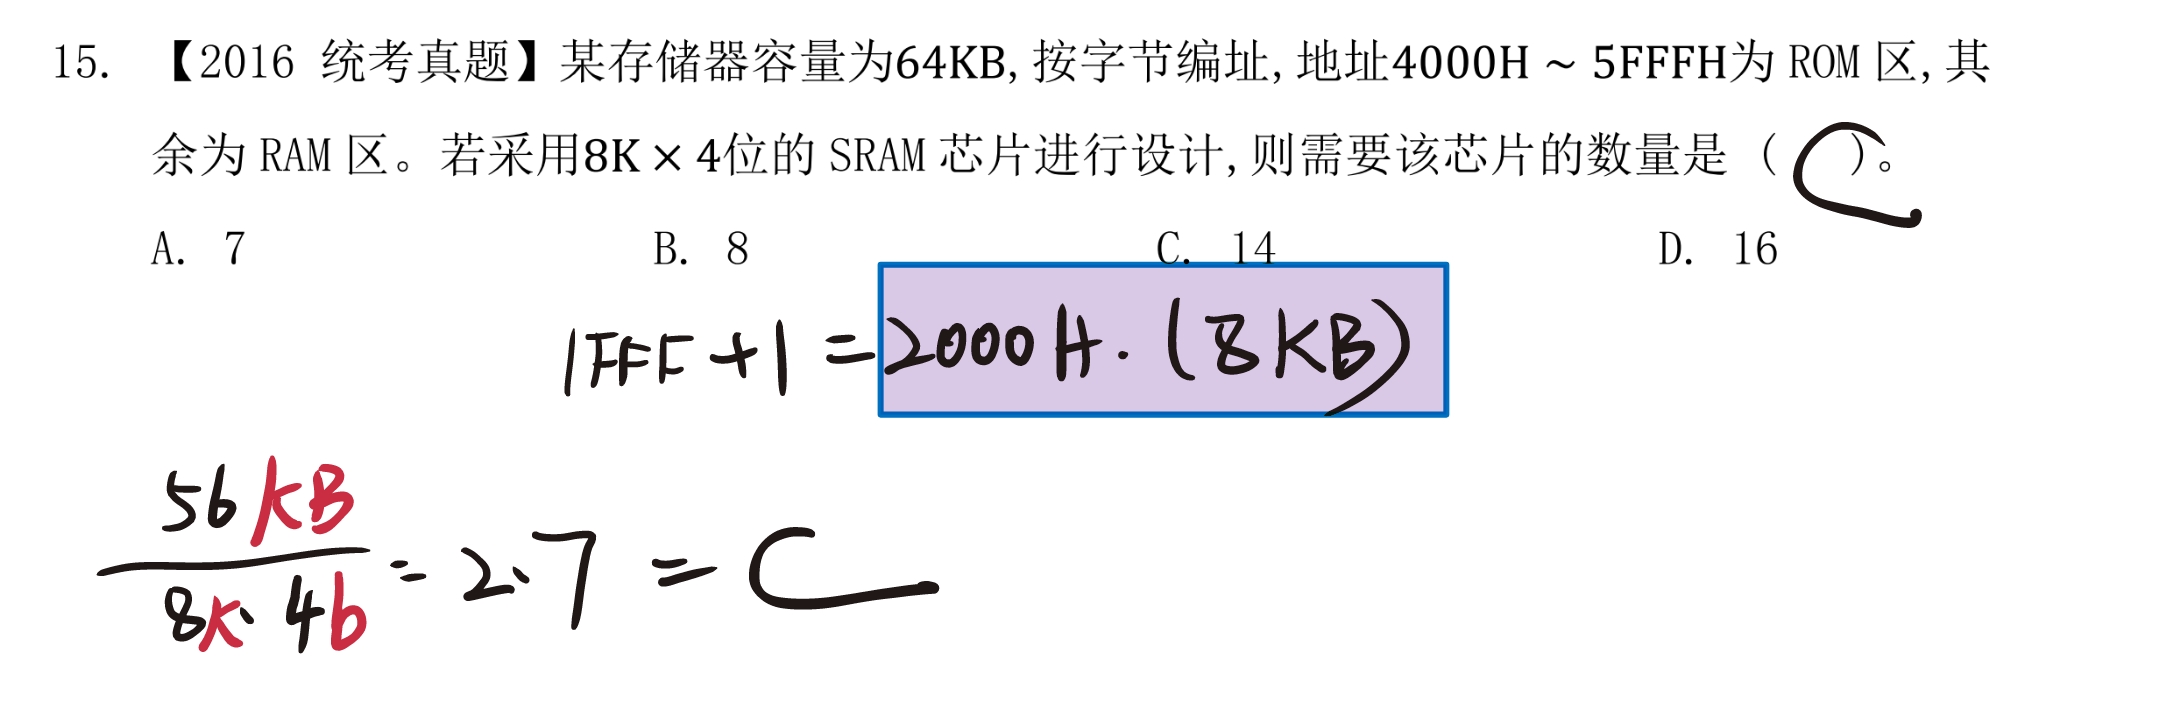 15. 【2016 统考真题】某存储器容量为64KB,按字节编址,地址4000H ~ 5FFFH为 ROM 区,其
余为 RAM 区。若采用8K × 4位的 SRAM 芯片进行设计,则需要该芯片的数量是 ( C )。
A. 7 B. 8 C. 14 D. 16
1FFF + 1 = 2000H. (8KB)
56KB
8K · 4b
= 2·7 = C